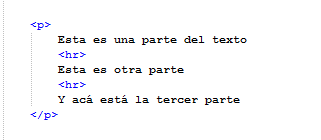 <p>
Esta es una parte del texto
<hr>
Esta es otra parte
<hr>
Y acá está la tercer parte
</p>